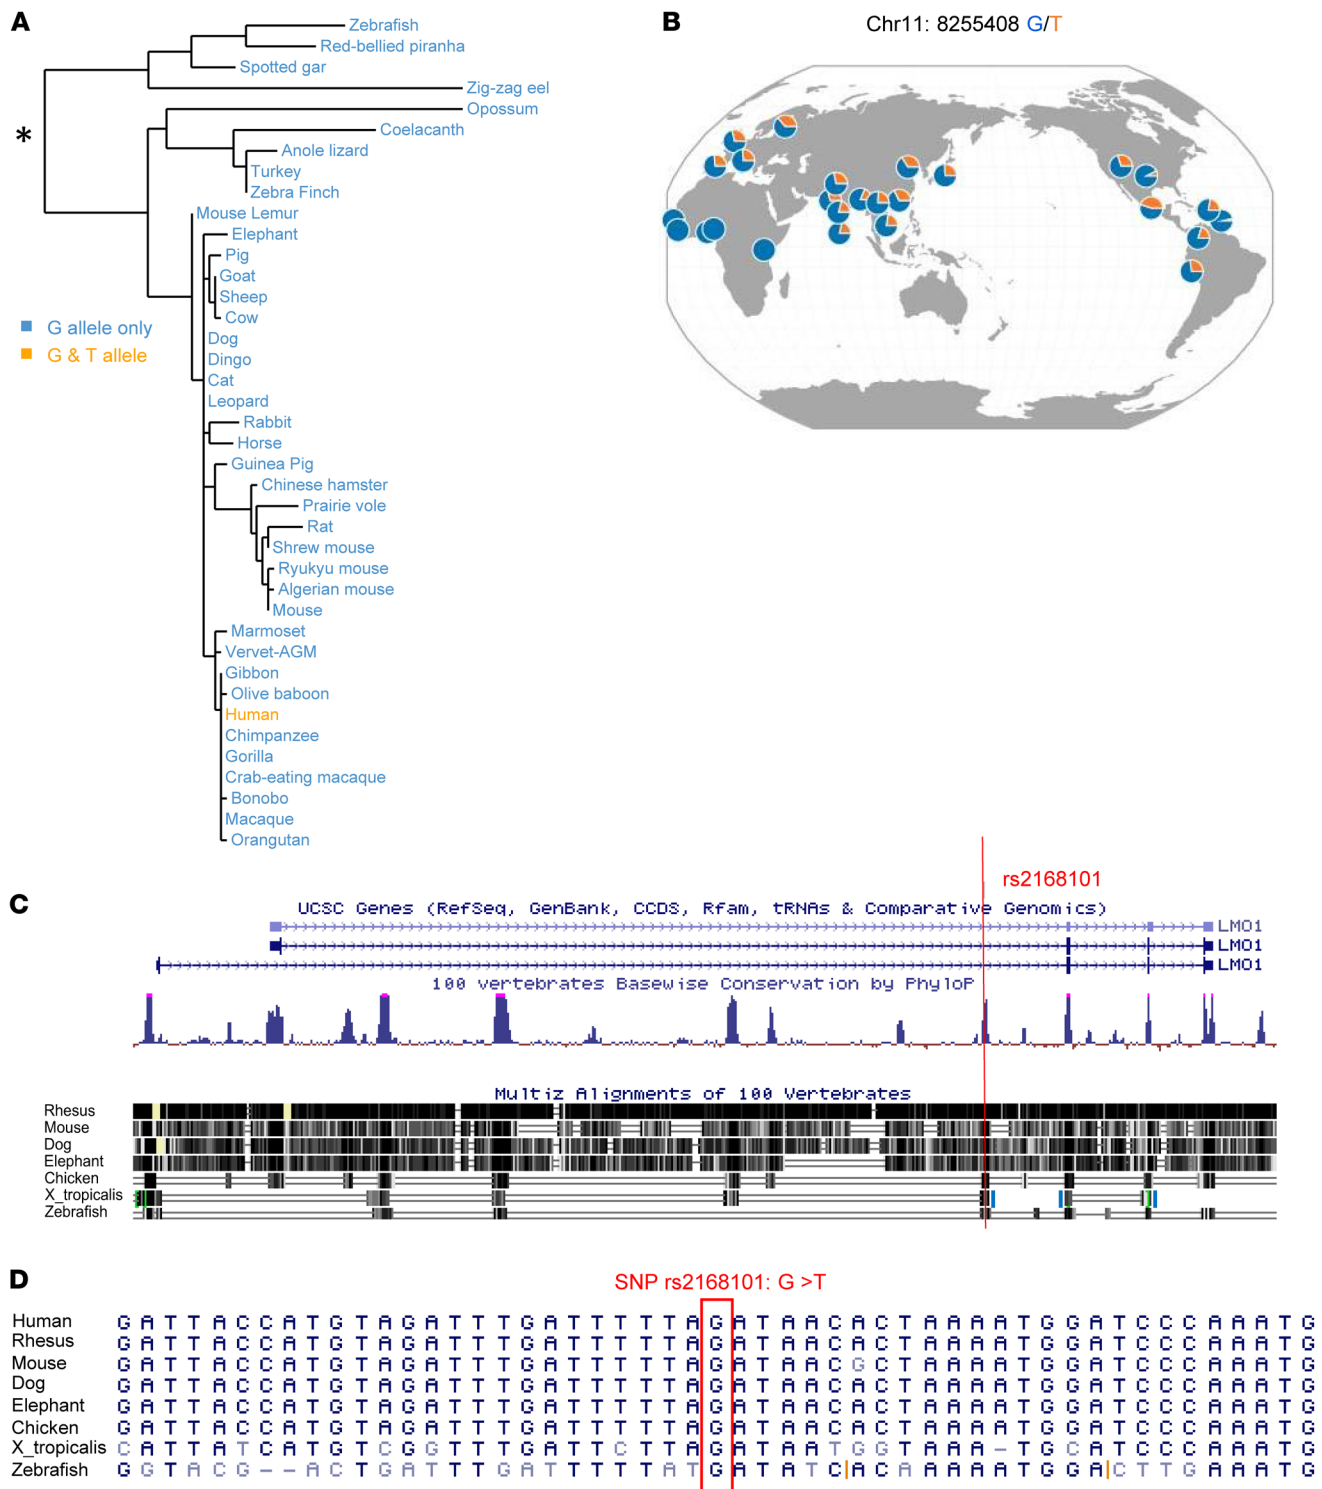 A
Zebrafish
Red-bellied piranha
Spotted gar
Zig-zag eel
Opossum
*
Coelacanth
Anole lizard
Turkey
Zebra Finch
Mouse Lemur
Elephant
Pig
Goat
Sheep
Cow
G allele only
Dog
G & T allele
Dingo
Cat
Leopard
Rabbit
Horse
Guinea Pig
Chinese hamster
Prairie vole
Rat
Shrew mouse
Ryukyu mouse
Algerian mouse
Mouse
Marmoset
Vervet-AGM
Gibbon
Olive baboon
Human
Chimpanzee
Gorilla
Crab-eating macaque
Bonobo
Macaque
Orangutan
B
Chr11: 8255408 G/T
C
rs2168101
UCSC Genes (RefSeq, GenBank, CCDS, Rfam, tRNAs & Comparative Genomics)
LMO1
LMO1
LMO1
100 vertebrates Basewise Conservation by PhyloP
Multiz Alignments of 100 Vertebrates
Rhesus
Mouse
Dog
Elephant
Chicken
X_tropicalis
Zebrafish
D
SNP rs2168101: G >T
Human GATTACCATGTAGATTTGATTTTTAGATAACACTAAAATGGATCCCAAATG
Rhesus GATTACCATGTAGATTTGATTTTTAGATAACACTAAAATGGATCCCAAATG
Mouse GATTACCATGTAGATTTGATTTTTAGATAACGCTAAAATGGATCCCAAATG
Dog GATTACCATGTAGATTTGATTTTTAGATAACACTAAAATGGATCCCAAATG
Elephant GATTACCATGTAGATTTGATTTTTAGATAACACTAAAATGGATCCCAAATG
Chicken GATTACCATGTAGATTTGATTTTTAGATAACACTAAAATGGATCCCAAATG
X_tropicalis CATTATCATGTCGGTTTGATTCTTAGATAATGGTAAA-TGCATCCCAAATG
Zebrafish GGTACG--ACTGATTTGATTTTTATGATATC|ACAAAAATGGA|CTTGAAATG